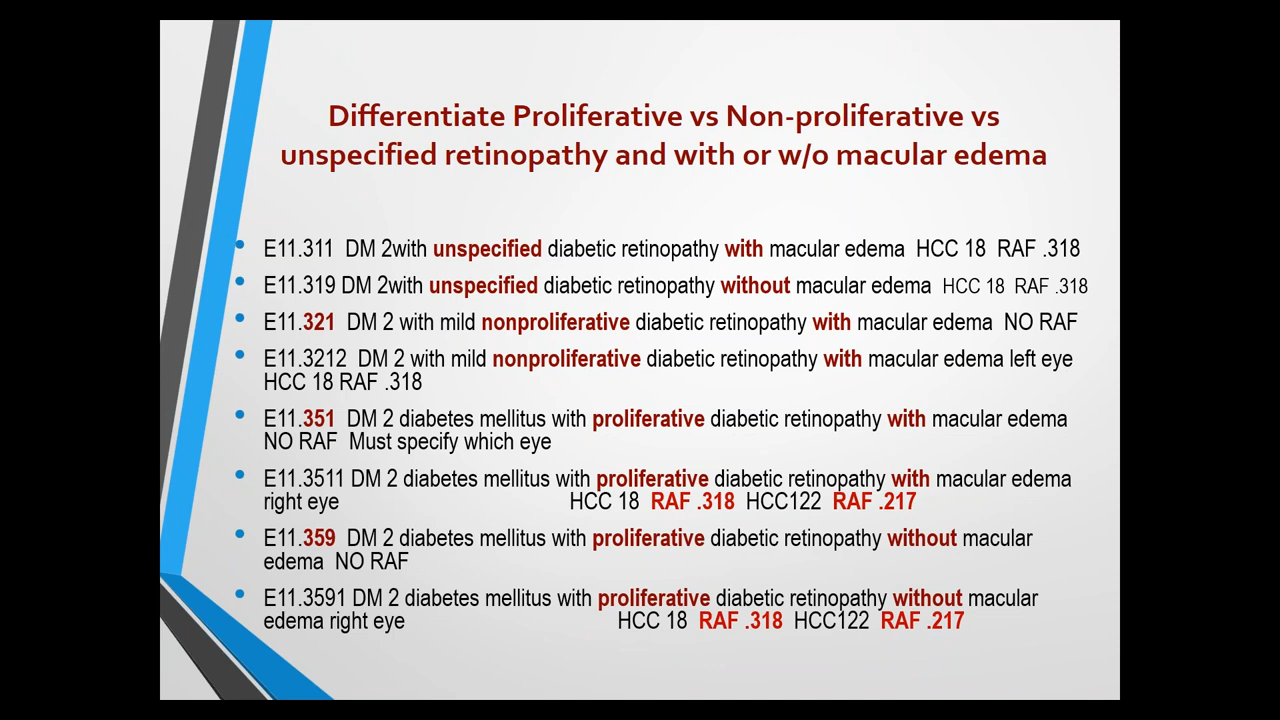 Differentiate Proliferative vs Non-proliferative vs
unspecified retinopathy and with or w/o macular edema
• E11.311 DM 2with unspecified diabetic retinopathy with macular edema HCC 18 RAF .318
• E11.319 DM 2with unspecified diabetic retinopathy without macular edema HCC 18 RAF .318
• E11.321 DM 2 with mild nonproliferative diabetic retinopathy with macular edema NO RAF
• E11.3212 DM 2 with mild nonproliferative diabetic retinopathy with macular edema left eye
HCC 18 RAF .318
• E11.351 DM 2 diabetes mellitus with proliferative diabetic retinopathy with macular edema
NO RAF Must specify which eye
• E11.3511 DM 2 diabetes mellitus with proliferative diabetic retinopathy with macular edema
right eye HCC 18 RAF .318 HCC122 RAF .217
• E11.359 DM 2 diabetes mellitus with proliferative diabetic retinopathy without macular
edema NO RAF
• E11.3591 DM 2 diabetes mellitus with proliferative diabetic retinopathy without macular
edema right eye HCC 18 RAF .318 HCC122 RAF .217